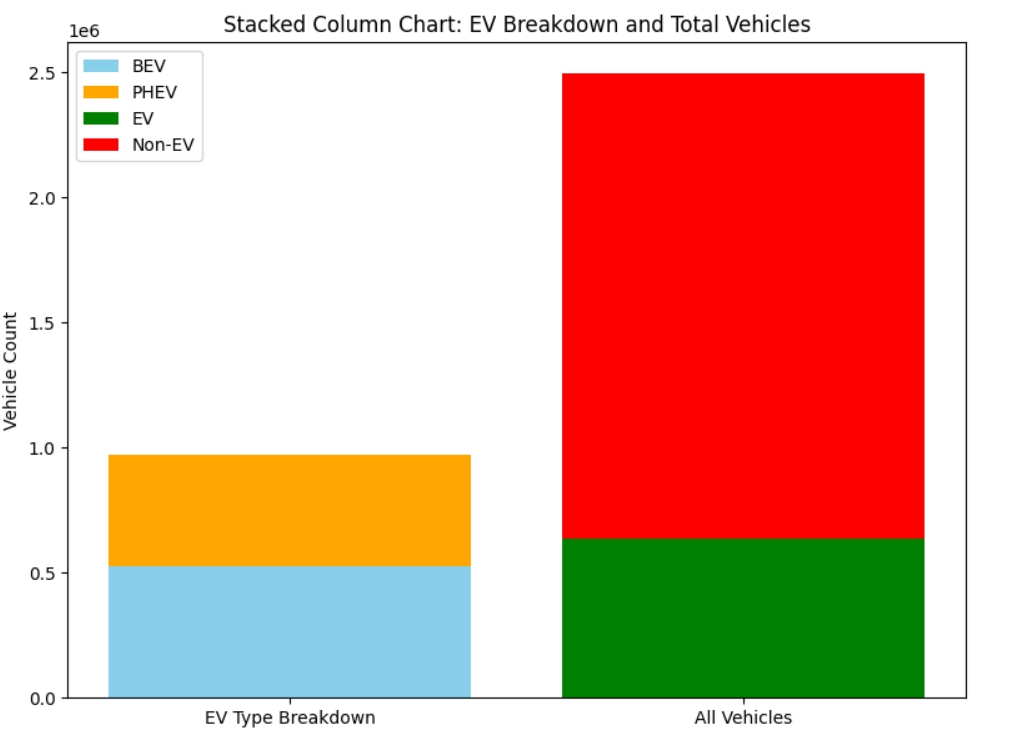 Stacked Column Chart: EV Breakdown and Total Vehicles
1e6
BEV
PHEV
EV
Non-EV
2.5
2.0
1.5
1.0
0.5
0.0
Vehicle Count
EV Type Breakdown
All Vehicles